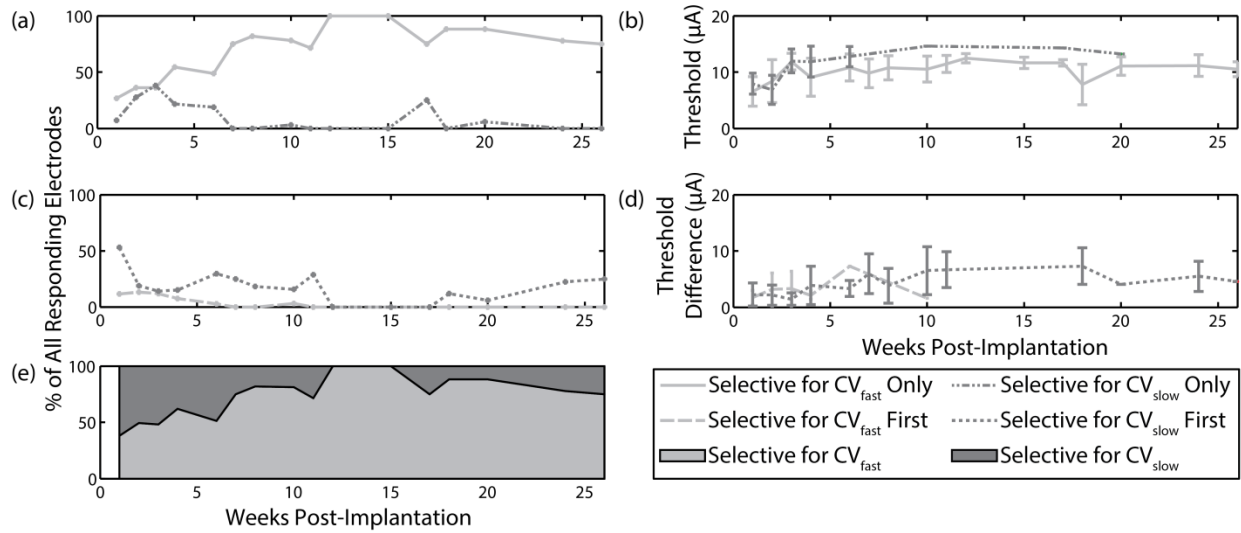 (a)
100
50
0
0
5
10
15
20
25
(b)
Threshold (µA)
20
10
0
0
5
10
15
20
25
(c)
% of All Responding Electrodes
100
50
0
0
5
10
15
20
25
(d)
Threshold
Difference (µA)
20
10
0
0
5
10
15
20
25
Weeks Post-Implantation
(e)
100
50
0
0
5
10
15
20
25
Weeks Post-Implantation
Selective for CVfast Only
Selective for CVslow Only
Selective for CVfast First
Selective for CVslow First
Selective for CVfast
Selective for CVslow